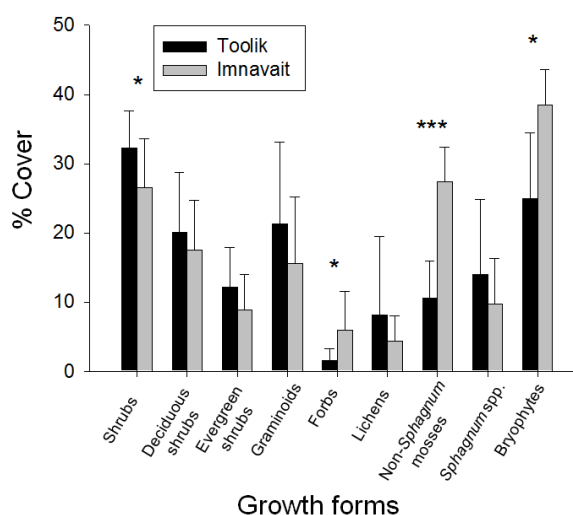 50
40
30
20
10
0
% Cover
Toolik
Imnavait
*
*
***
*
Shrubs
Deciduous
shrubs
Evergreen
shrubs
Graminoids
Forbs
Lichens
Non-Sphagnum
mosses
Sphagnum spp.
Bryophytes
Growth forms